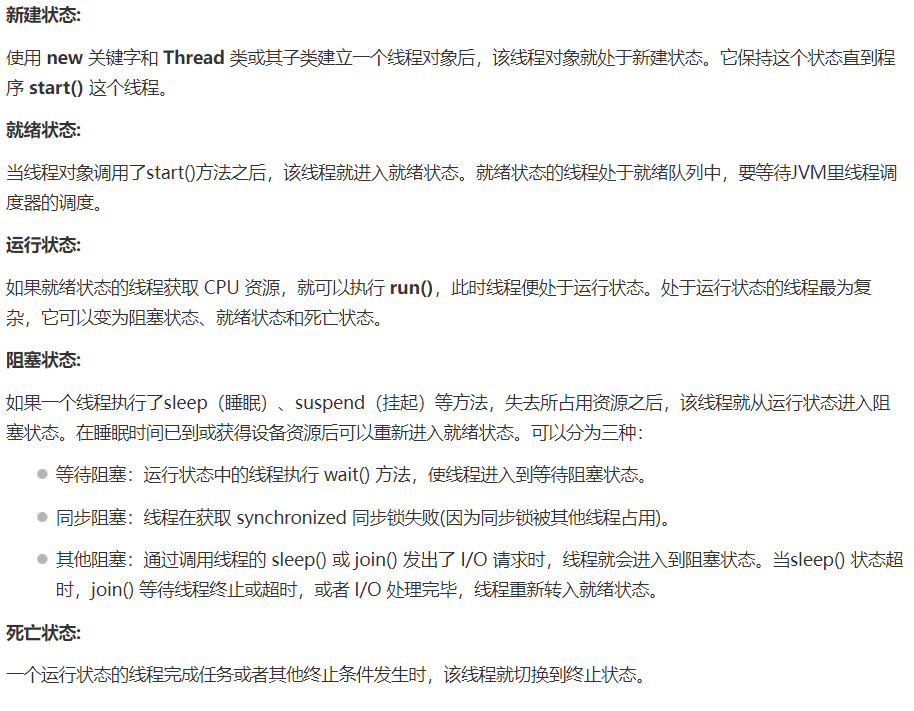 新建状态:
使用 new 关键字和 Thread 类或其子类建立一个线程对象后，该线程对象就处于新建状态。它保持这个状态直到程
序 start() 这个线程。
就绪状态:
当线程对象调用了start()方法之后，该线程就进入就绪状态。就绪状态的线程处于就绪队列中，要等待JVM里线程调
度器的调度。
运行状态:
如果就绪状态的线程获取 CPU 资源，就可以执行 run()，此时线程便处于运行状态。处于运行状态的线程最为复
杂，它可以变为阻塞状态、就绪状态和死亡状态。
阻塞状态:
如果一个线程执行了sleep（睡眠）、suspend（挂起）等方法，失去所占用资源之后，该线程就从运行状态进入阻
塞状态。在睡眠时间已到或获得设备资源后可以重新进入就绪状态。可以分为三种：
等待阻塞：运行状态中的线程执行 wait() 方法，使线程进入到等待阻塞状态。
同步阻塞：线程在获取 synchronized 同步锁失败(因为同步锁被其他线程占用)。
其他阻塞：通过调用线程的 sleep() 或 join() 发出了 I/O 请求时，线程就会进入到阻塞状态。当sleep() 状态超
时，join() 等待线程终止或超时，或者 I/O 处理完毕，线程重新转入就绪状态。
死亡状态:
一个运行状态的线程完成任务或者其他终止条件发生时，该线程就切换到终止状态。